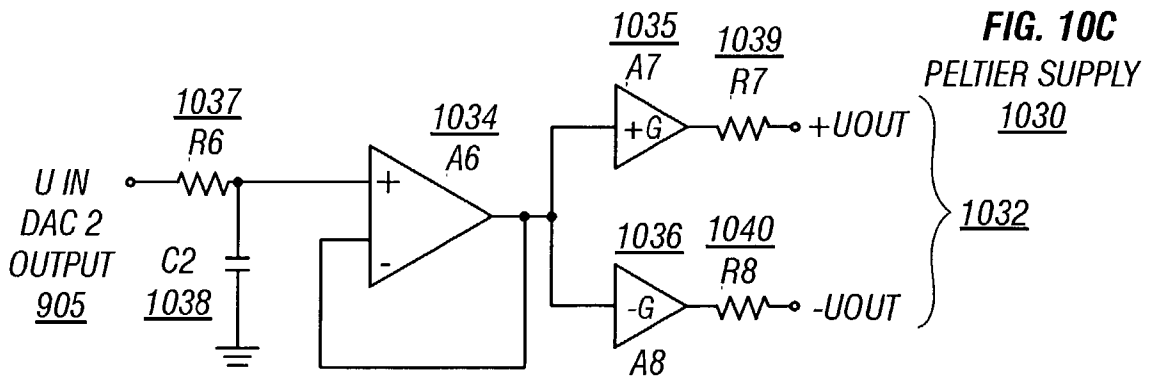 FIG. 10C
PELTIER SUPPLY
1030
1035
A7
1039
R7
+G
+UOUT
1037
R6
1034
A6
+
-
U IN
DAC 2
OUTPUT
905
C2
1038
1036
1040
R8
-G
-UOUT
A8
1032